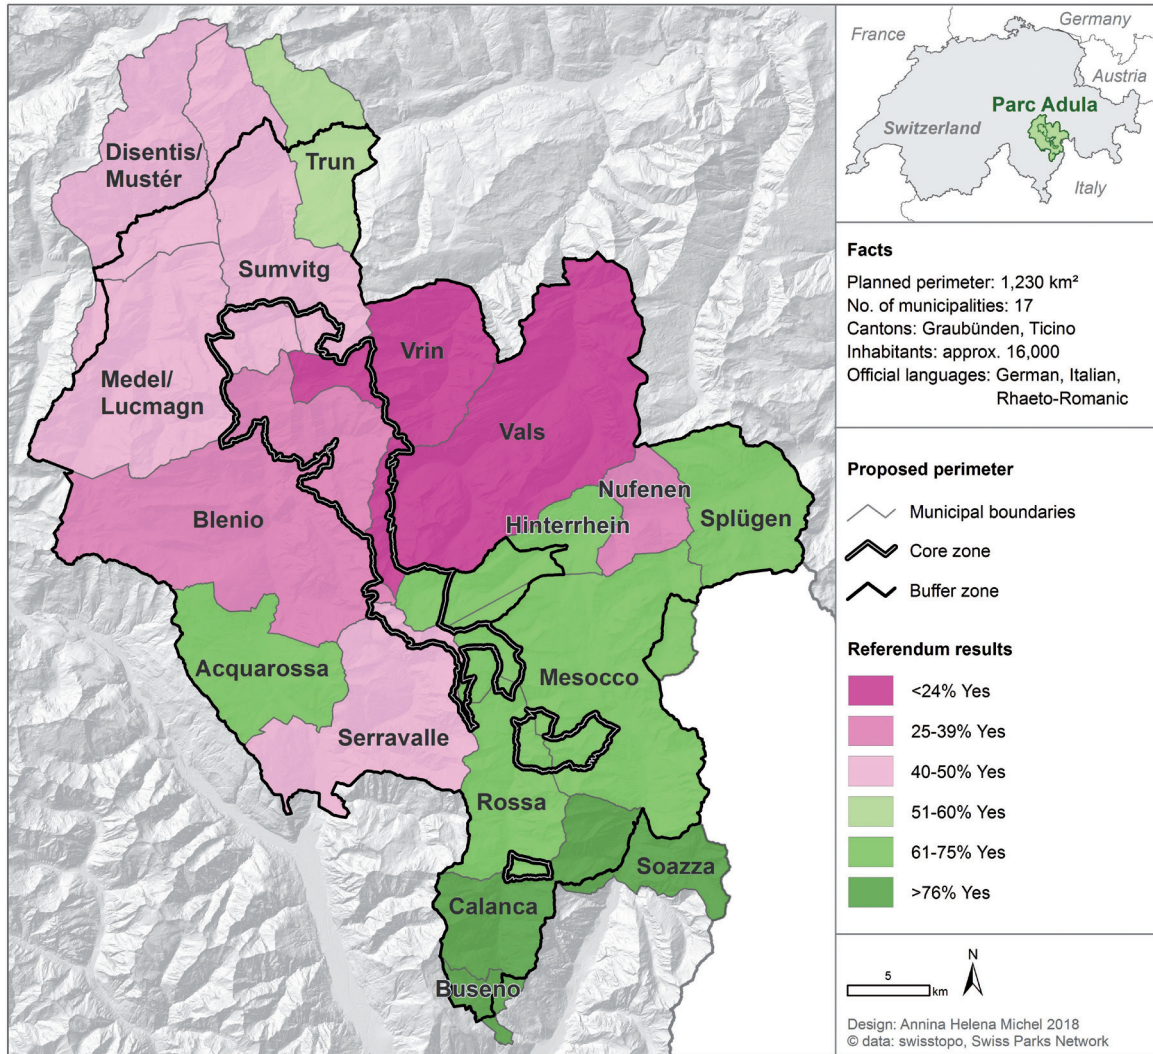 Disentis/
Mustér
Trun
Sumvitg
Medel/
Lucmagn
Vrin
Vals
Nufenen
Hinterrhein
Splügen
Blenio
Acquarossa
Mesocco
Serravalle
Rossa
Soazza
Calanca
Buseno
France
Germany
Austria
Parc Adula
Switzerland
Italy
Facts
Planned perimeter: 1,230 km²
No. of municipalities: 17
Cantons: Graubünden, Ticino
Inhabitants: approx. 16,000
Official languages: German, Italian,
Rhaeto-Romanic
Proposed perimeter
Municipal boundaries
Core zone
Buffer zone
Referendum results
<24% Yes
25-39% Yes
40-50% Yes
51-60% Yes
61-75% Yes
>76% Yes
5
km
N
Design: Annina Helena Michel 2018
© data: swisstopo, Swiss Parks Network